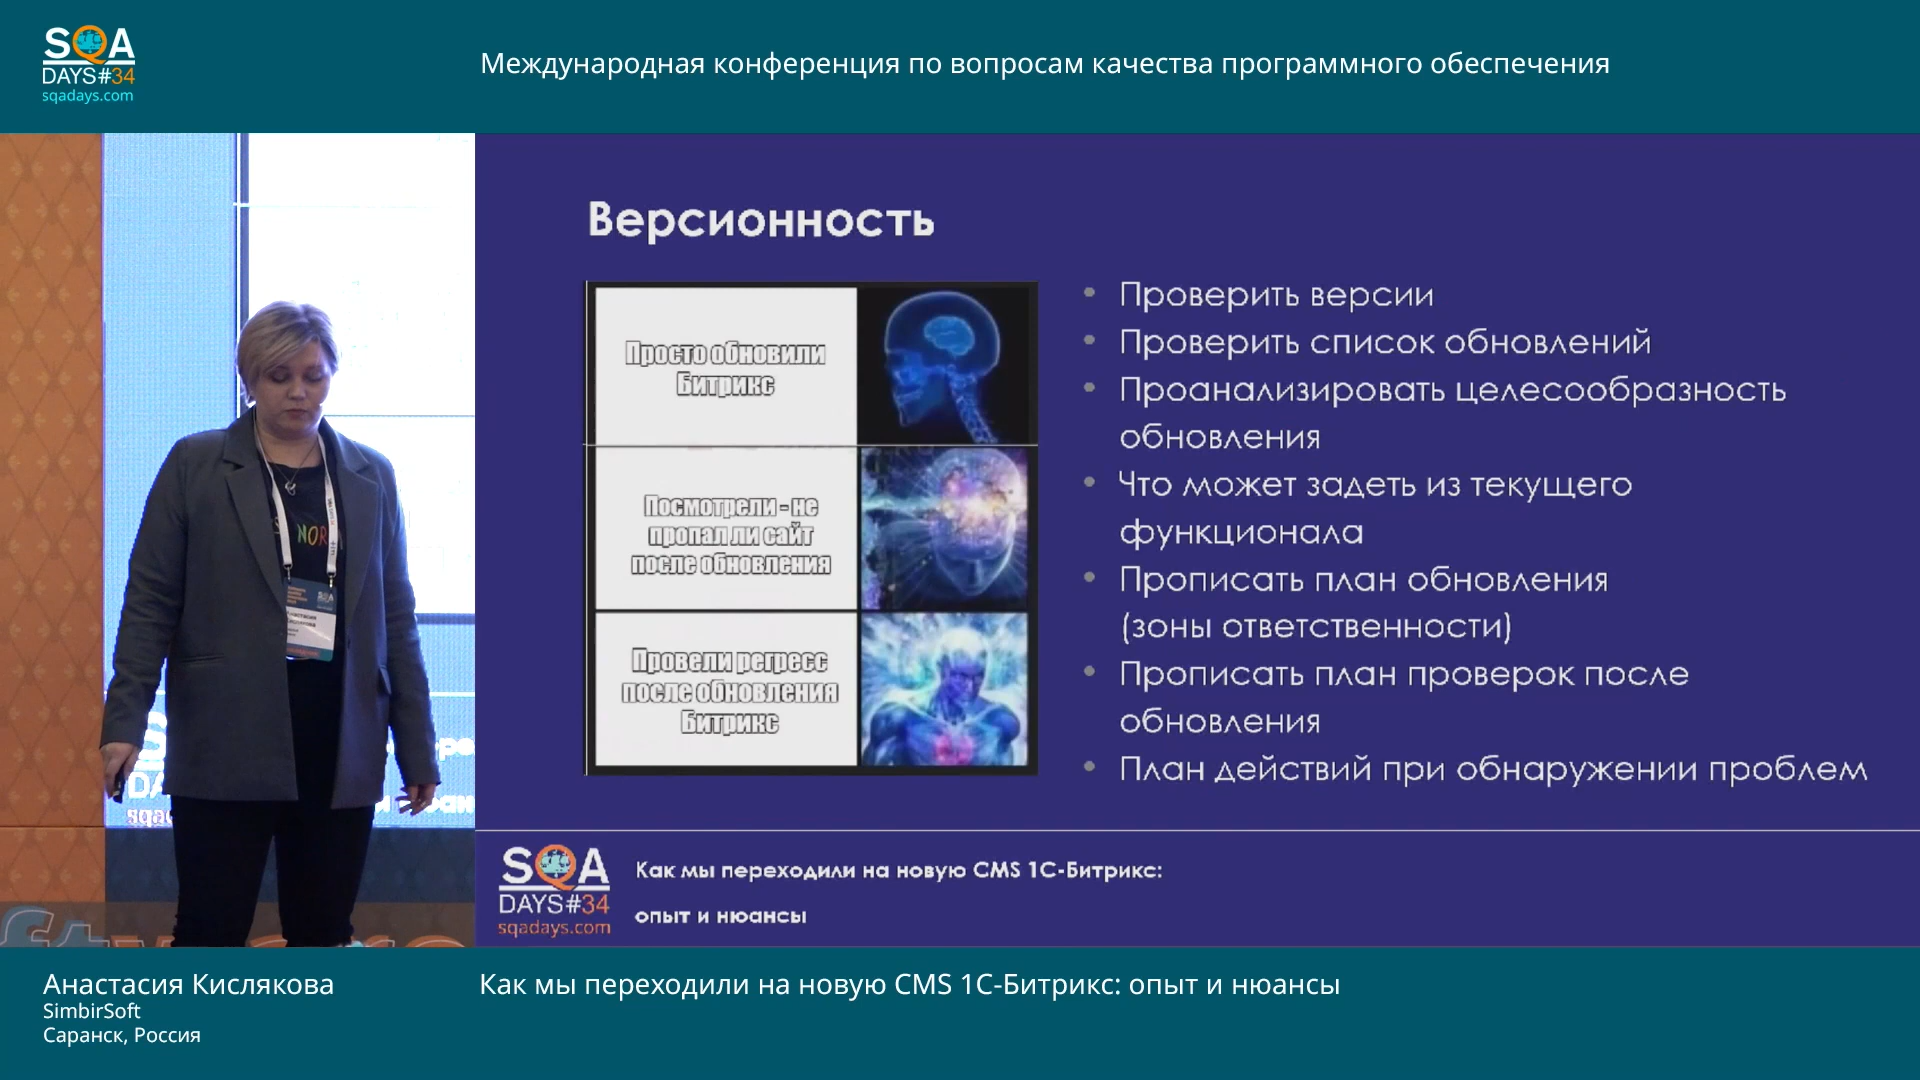 SQA
DAYS#34
sqadays.com
Международная конференция по вопросам качества программного обеспечения
Версионность
Просто обновили
Битрикс
Посмотрели - не
пропал ли сайт
после обновления
Провели регресс
после обновления
Битрикс
• Проверить версии
• Проверить список обновлений
• Проанализировать целесообразность
обновления
• Что может задеть из текущего
функционала
• Прописать план обновления
(зоны ответственности)
• Прописать план проверок после
обновления
• План действий при обнаружении проблем
NOR
SQA
Анастасия
Кислякова
SQA
DAYS#34
sqadays.com
Как мы переходили на новую CMS 1С-Битрикс:
опыт и нюансы
Анастасия Кислякова
SimbirSoft
Саранск, Россия
Как мы переходили на новую CMS 1С-Битрикс: опыт и нюансы